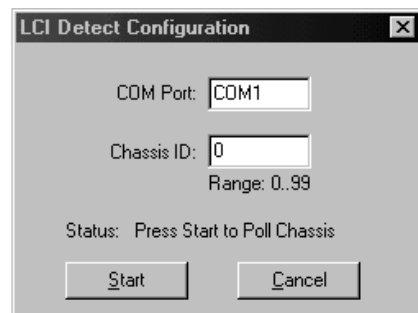 LCI Detect Configuration
COM Port: COM1
Chassis ID: 0
Range: 0..99
Status: Press Start to Poll Chassis
Start Cancel